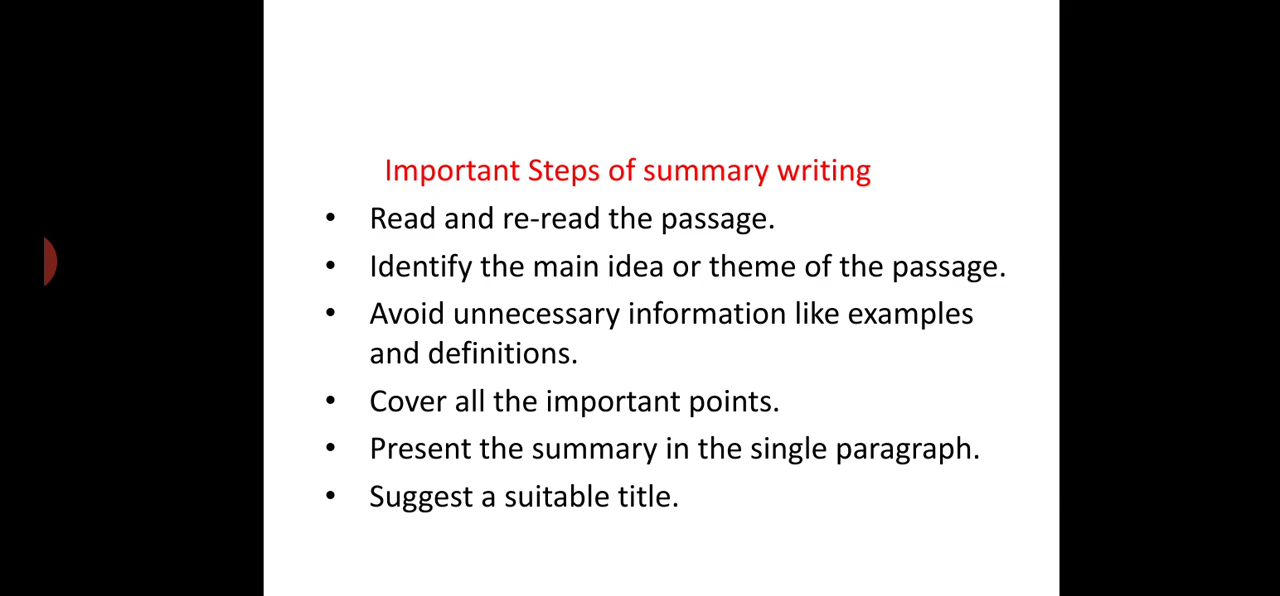 Important Steps of summary writing
• Read and re-read the passage.
• Identify the main idea or theme of the passage.
• Avoid unnecessary information like examples
and definitions.
• Cover all the important points.
• Present the summary in the single paragraph.
• Suggest a suitable title.